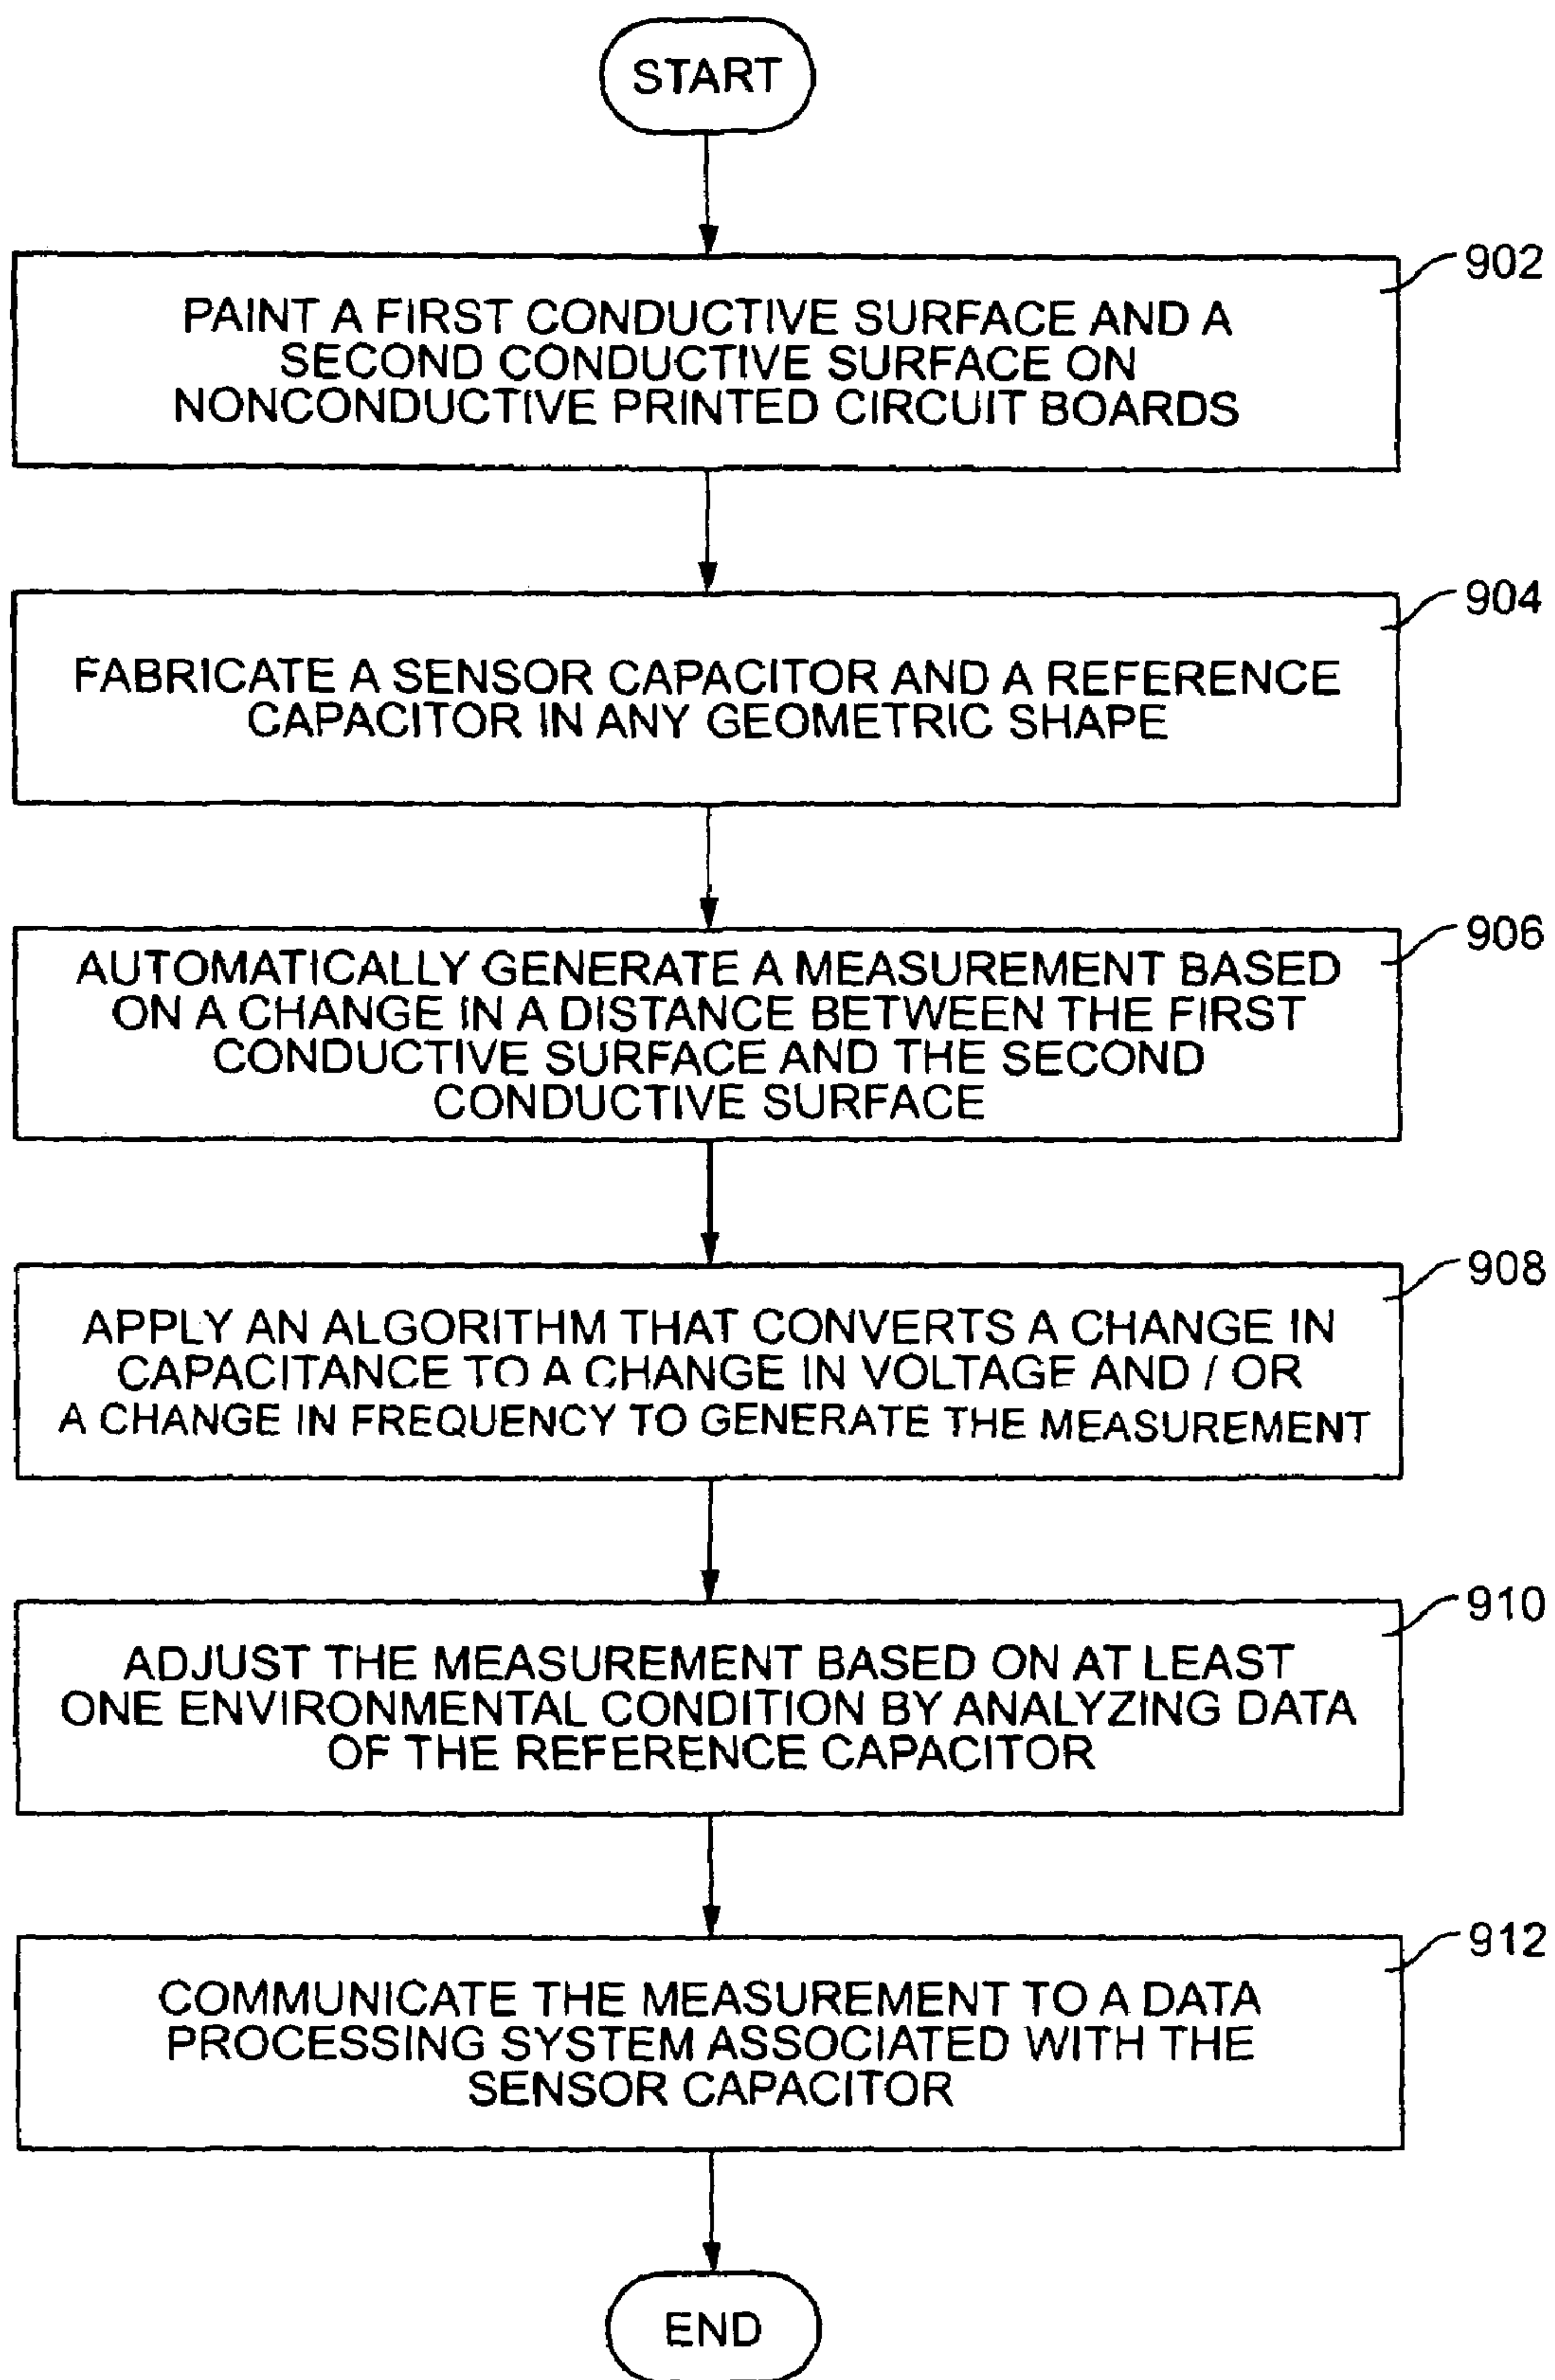 START
902
PAINT A FIRST CONDUCTIVE SURFACE AND A
SECOND CONDUCTIVE SURFACE ON
NONCONDUCTIVE PRINTED CIRCUIT BOARDS
904
FABRICATE A SENSOR CAPACITOR AND A REFERENCE
CAPACITOR IN ANY GEOMETRIC SHAPE
906
AUTOMATICALLY GENERATE A MEASUREMENT BASED
ON A CHANGE IN A DISTANCE BETWEEN THE FIRST
CONDUCTIVE SURFACE AND THE SECOND
CONDUCTIVE SURFACE
908
APPLY AN ALGORITHM THAT CONVERTS A CHANGE IN
CAPACITANCE TO A CHANGE IN VOLTAGE AND / OR
A CHANGE IN FREQUENCY TO GENERATE THE MEASUREMENT
910
ADJUST THE MEASUREMENT BASED ON AT LEAST
ONE ENVIRONMENTAL CONDITION BY ANALYZING DATA
OF THE REFERENCE CAPACITOR
912
COMMUNICATE THE MEASUREMENT TO A DATA
PROCESSING SYSTEM ASSOCIATED WITH THE
SENSOR CAPACITOR
END